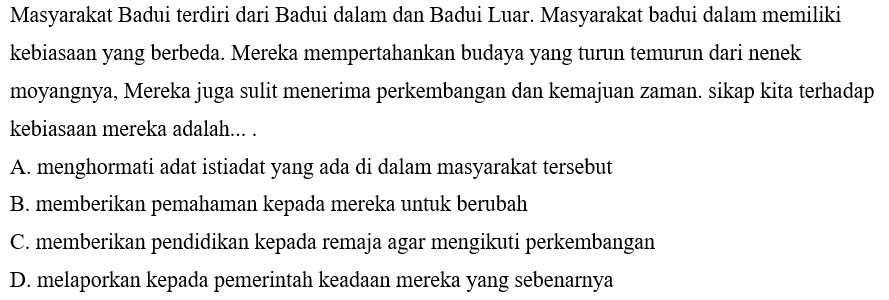 Masyarakat Badui terdiri dari Badui dalam dan Badui Luar. Masyarakat badui dalam memiliki
kebiasaan yang berbeda. Mereka mempertahankan budaya yang turun temurun dari nenek
moyangnya, Mereka juga sulit menerima perkembangan dan kemajuan zaman. sikap kita terhadap
kebiasaan mereka adalah... .
A. menghormati adat istiadat yang ada di dalam masyarakat tersebut
B. memberikan pemahaman kepada mereka untuk berubah
C. memberikan pendidikan kepada remaja agar mengikuti perkembangan
D. melaporkan kepada pemerintah keadaan mereka yang sebenarnya